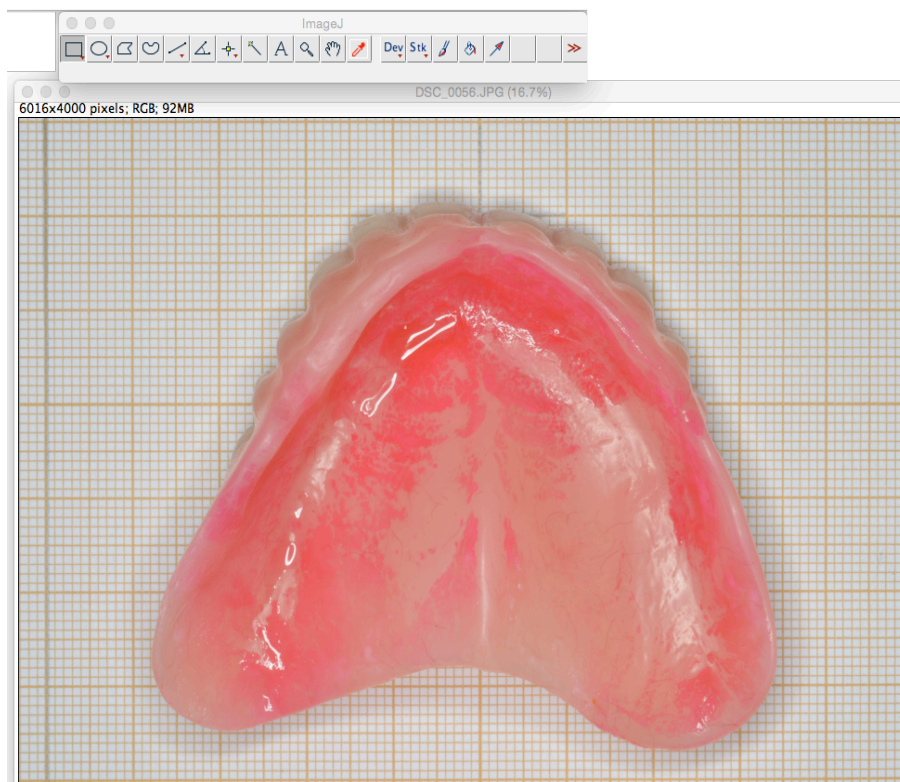 ImageJ
A Dev Stk >>
DSC_0056.JPG (16.7%)
6016x4000 pixels; RGB; 92MB